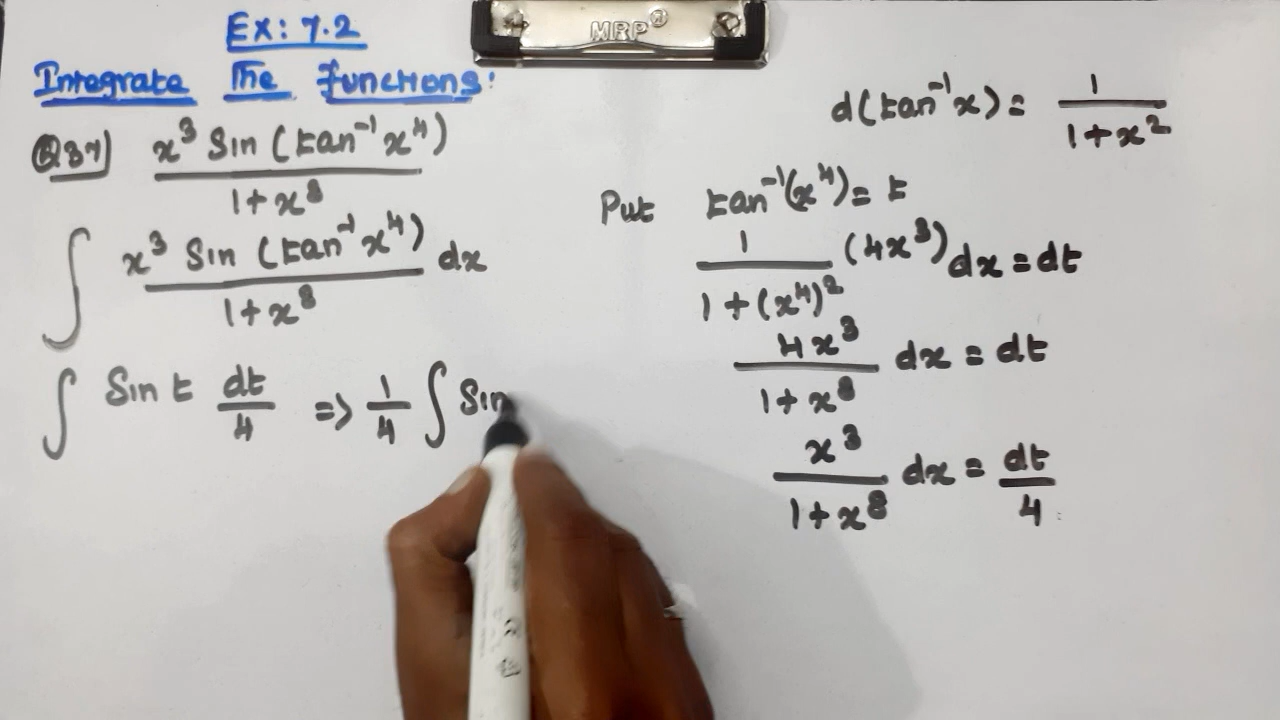 MRP®
Ex: 7.2
Integrate The Functions:
Q37) x³ Sin (tan⁻¹ x⁴)
1+x⁸
∫ x³ Sin (tan⁻¹ x⁴) dx
1+x⁸
∫ Sin t dt/4 => 1/4 ∫ Sin
d(tan⁻¹x) = 1
1+x²
Put tan⁻¹(x⁴) = t
1 (4x³) dx = dt
1+(x⁴)²
4x³ dx = dt
1+x⁸
x³ dx = dt
1+x⁸ 4